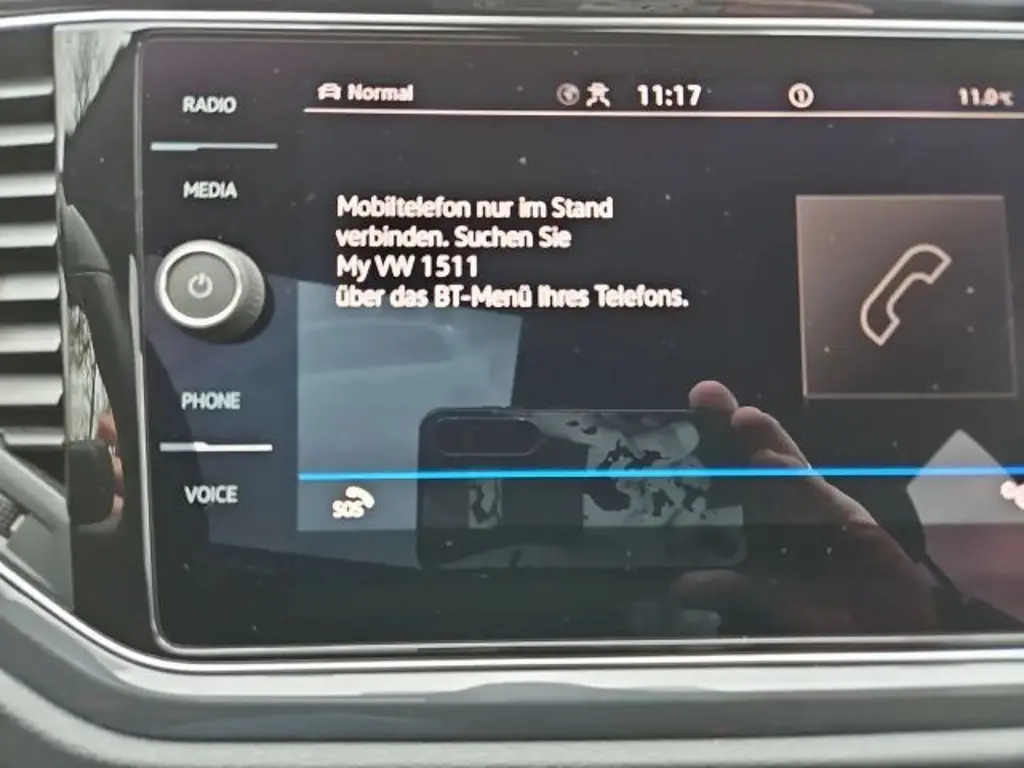 RADIO
MEDIA
PHONE
VOICE
Normal
11:17
1
11.0°C
Mobiltelefon nur im Stand
verbinden. Suchen Sie
My VW 1511
über das BT-Menü Ihres Telefons.
SOS